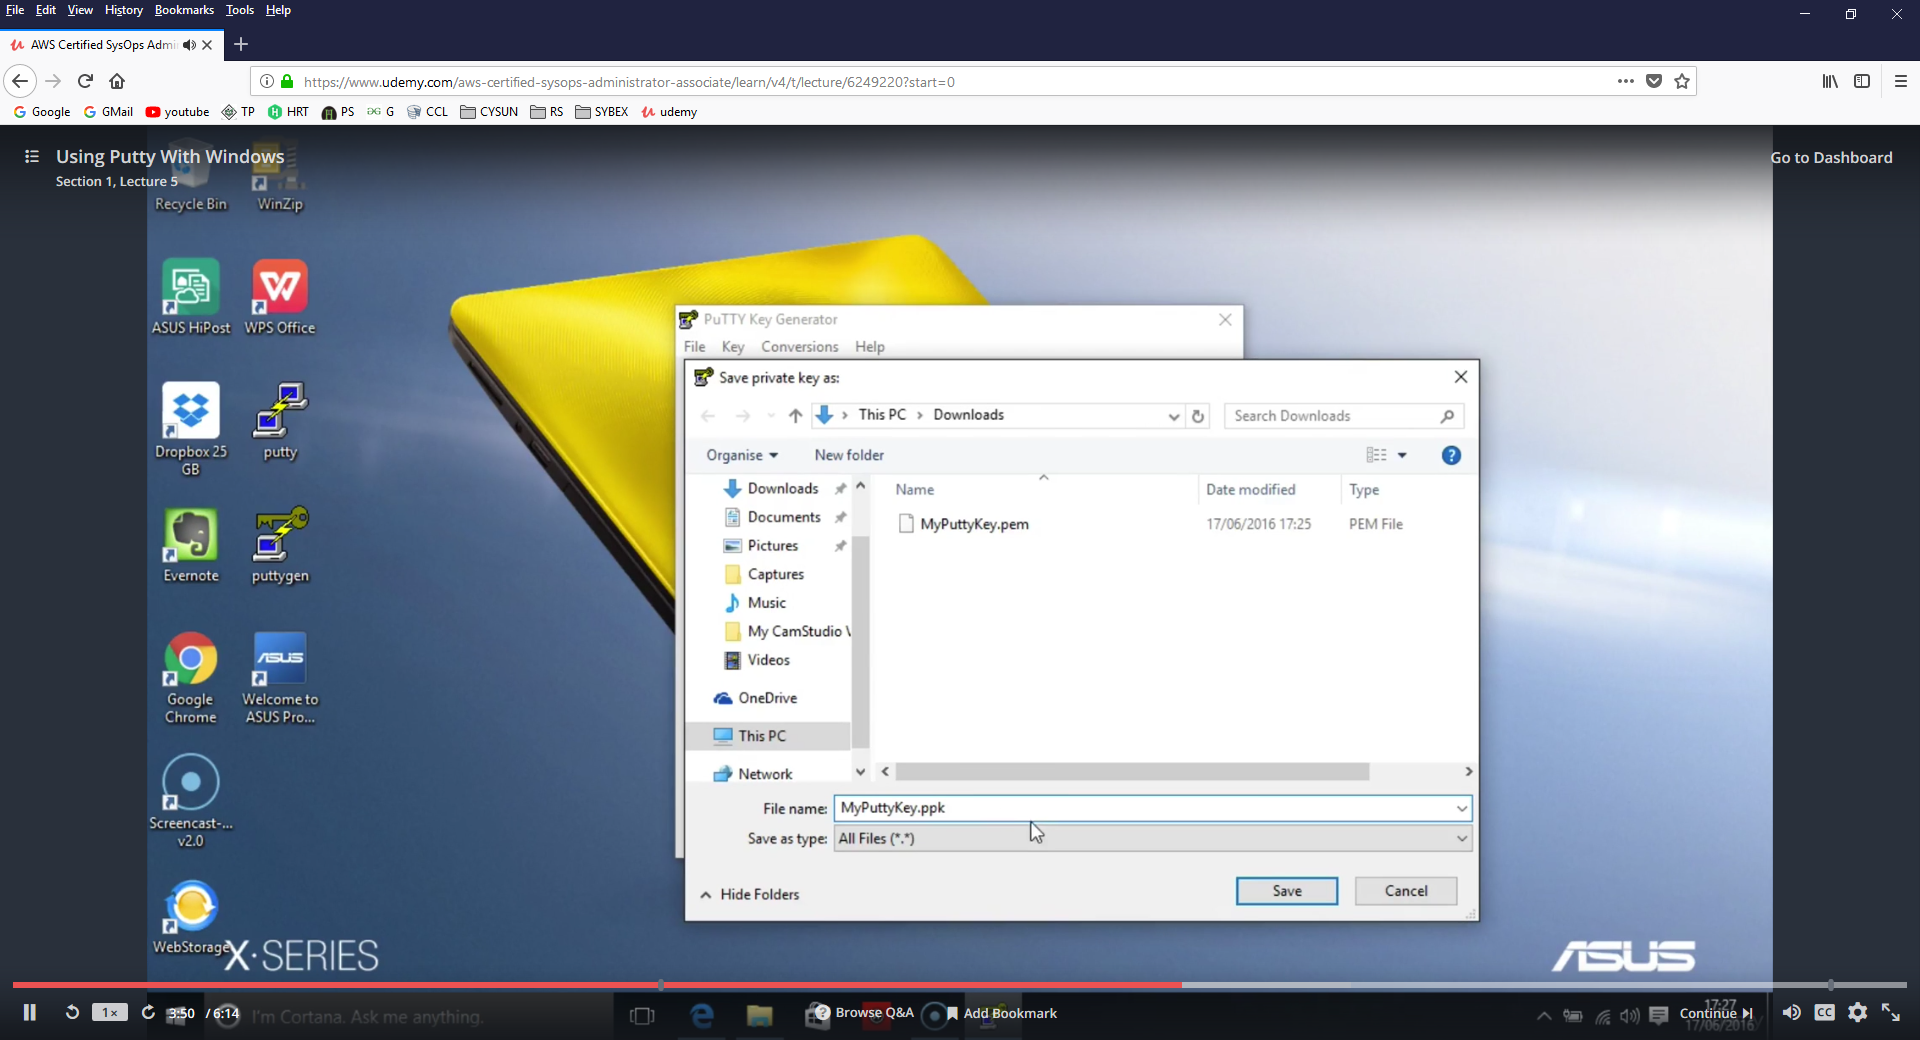 File Edit View History Bookmarks Tools Help
AWS Certified SysOps Admi
https://www.udemy.com/aws-certified-sysops-administrator-associate/learn/v4/t/lecture/6249220?start=0
Google GMail youtube TP HRT PS G CCL CYSUN RS SYBEX udemy
Using Putty With Windows
Go to Dashboard
Section 1, Lecture 5
Recycle Bin WinZip
ASUS HiPost WPS Office
Dropbox 25 GB
putty
Evernote puttygen
Google Chrome
ASUS
Welcome to ASUS Pro...
Screencast-... v2.0
WebStorage
X·SERIES
ASUS
PuTTY Key Generator
File Key Conversions Help
Save private key as:
This PC > Downloads
Search Downloads
Organise New folder
Downloads
Documents
Pictures
Captures
Music
My CamStudio V
Videos
OneDrive
This PC
Network
Name Date modified Type
MyPuttyKey.pem 17/06/2016 17:25 PEM File
File name: MyPuttyKey.ppk
Save as type: All Files (*.*)
Hide Folders
Save Cancel
1x 3:50 / 6:14
I'm Cortana. Ask me anything.
Browse Q&A
Add Bookmark
17:27
Continue
17/06/2016
CC